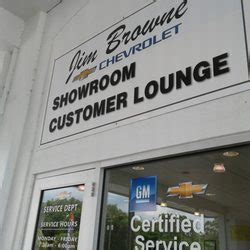 Jim Browne
CHEVROLET
SHOWROOM
CUSTOMER LOUNGE
GM
Certified
Service
SERVICE DEPT
SERVICE HOURS
MONDAY - FRIDAY